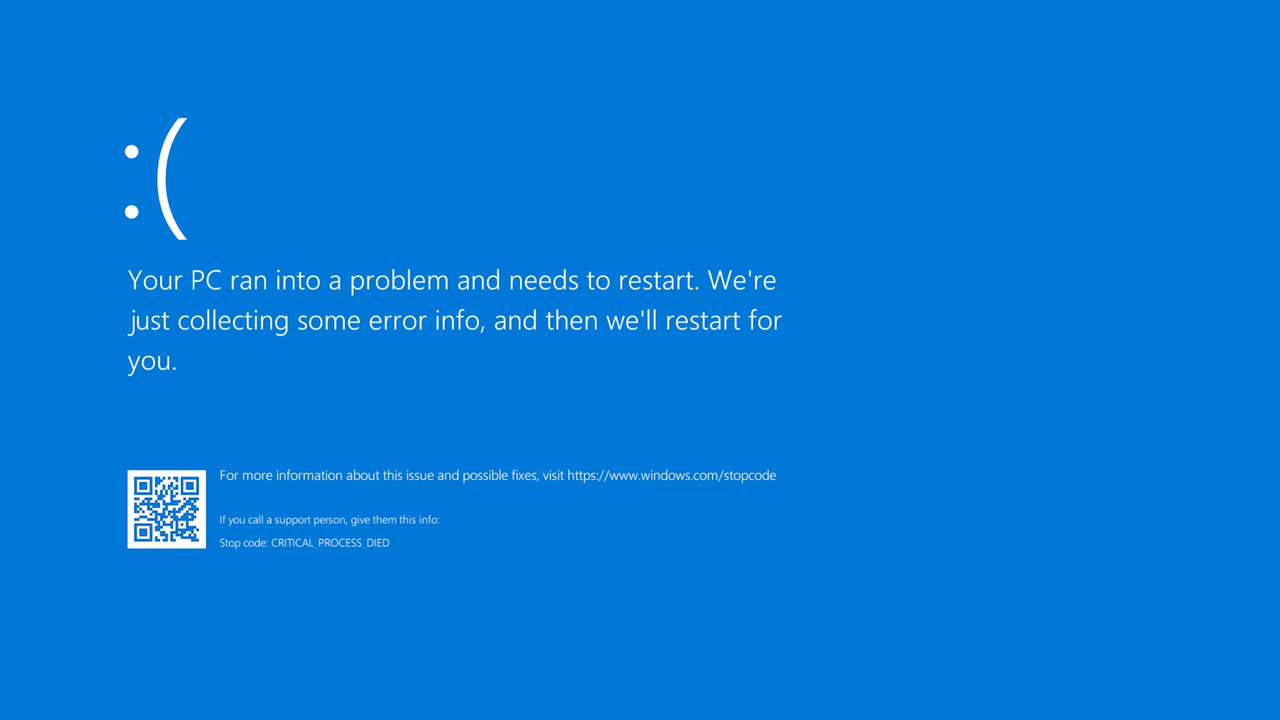 :(
Your PC ran into a problem and needs to restart. We're
just collecting some error info, and then we'll restart for
you.
For more information about this issue and possible fixes, visit https://www.windows.com/stopcode
If you call a support person, give them this info:
Stop code: CRITICAL_PROCESS_DIED